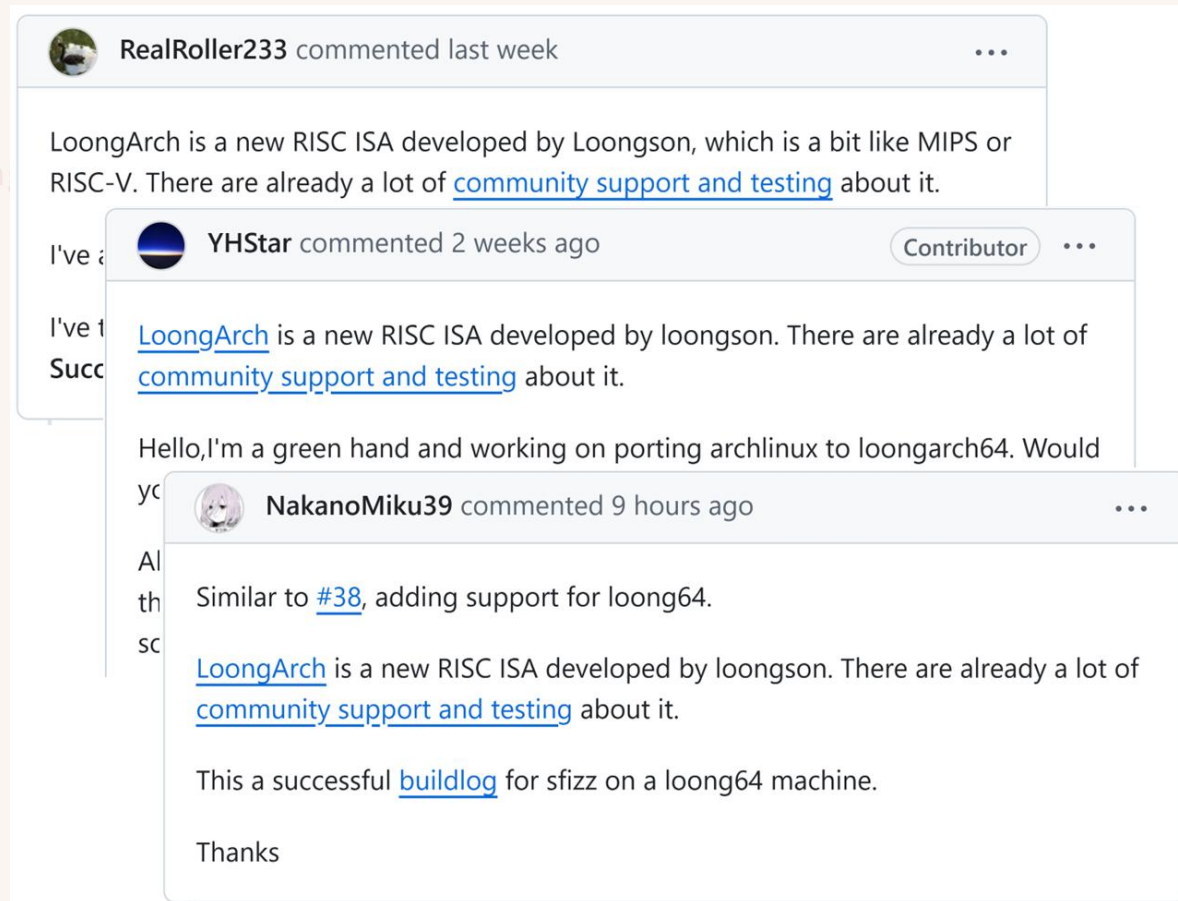 RealRoller233 commented last week
LoongArch is a new RISC ISA developed by Loongson, which is a bit like MIPS or
RISC-V. There are already a lot of community support and testing about it.
I've
I've
YHStar commented 2 weeks ago Contributor
LoongArch is a new RISC ISA developed by loongson. There are already a lot of
community support and testing about it.
Hello,I'm a green hand and working on porting archlinux to loongarch64. Would
NakanoMiku39 commented 9 hours ago
Similar to #38, adding support for loong64.
LoongArch is a new RISC ISA developed by loongson. There are already a lot of
community support and testing about it.
This a successful buildlog for sfizz on a loong64 machine.
Thanks